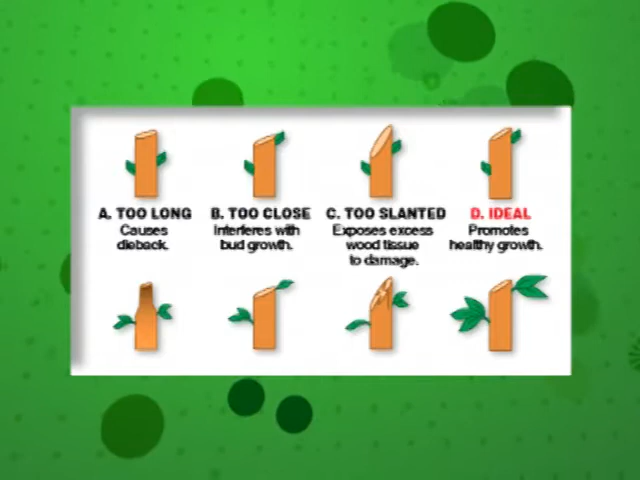 A. TOO LONG
Causes
dieback.
B. TOO CLOSE
Interferes with
bud growth.
C. TOO SLANTED
Exposes excess
wood tissue
to damage.
D. IDEAL
Promotes
healthy growth.